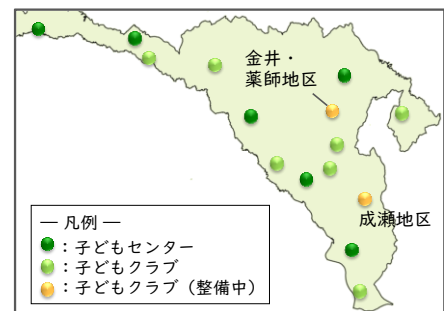 金井・
薬師地区
成瀬地区
― 凡例 ―
：子どもセンター
：子どもクラブ
：子どもクラブ（整備中）